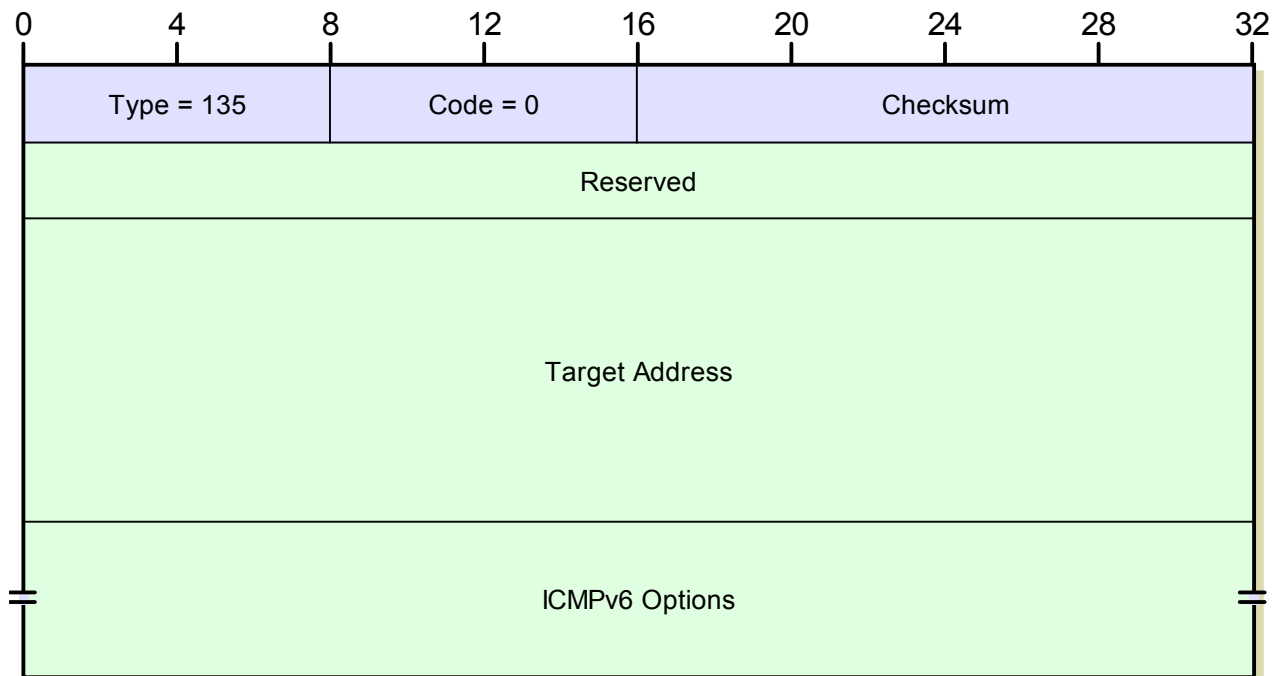 0 4 8 12 16 20 24 28 32
Type = 135 Code = 0 Checksum
Reserved
Target Address
ICMPv6 Options